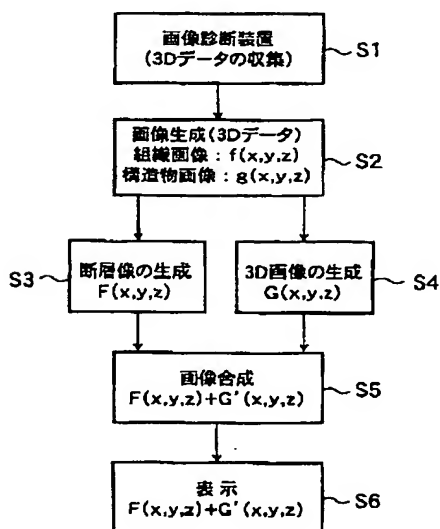 画像診断装置
(3Dデータの収集)
S1
画像生成(3Dデータ)
組織画像：f(x,y,z)
構造物画像：g(x,y,z)
S2
S3
断層像の生成
F(x,y,z)
3D画像の生成
G(x,y,z)
S4
画像合成
F(x,y,z)+G'(x,y,z)
S5
表示
F(x,y,z)+G'(x,y,z)
S6